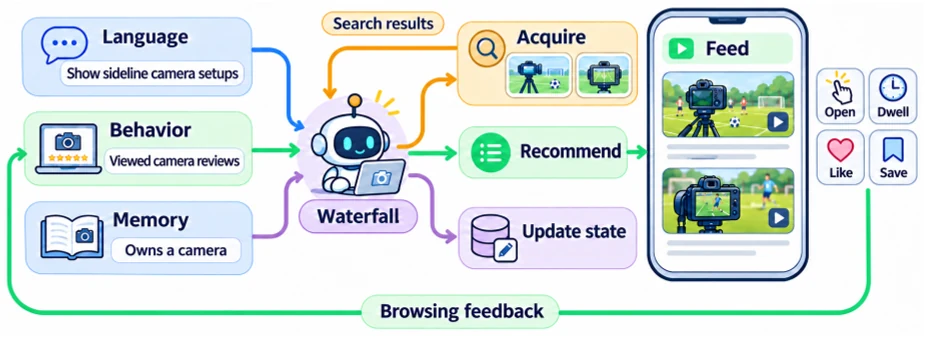 Language
Show sideline camera setups
Behavior
Viewed camera reviews
Memory
Owns a camera
Search results
Waterfall
Acquire
Recommend
Update state
Feed
Open
Dwell
Like
Save
Browsing feedback